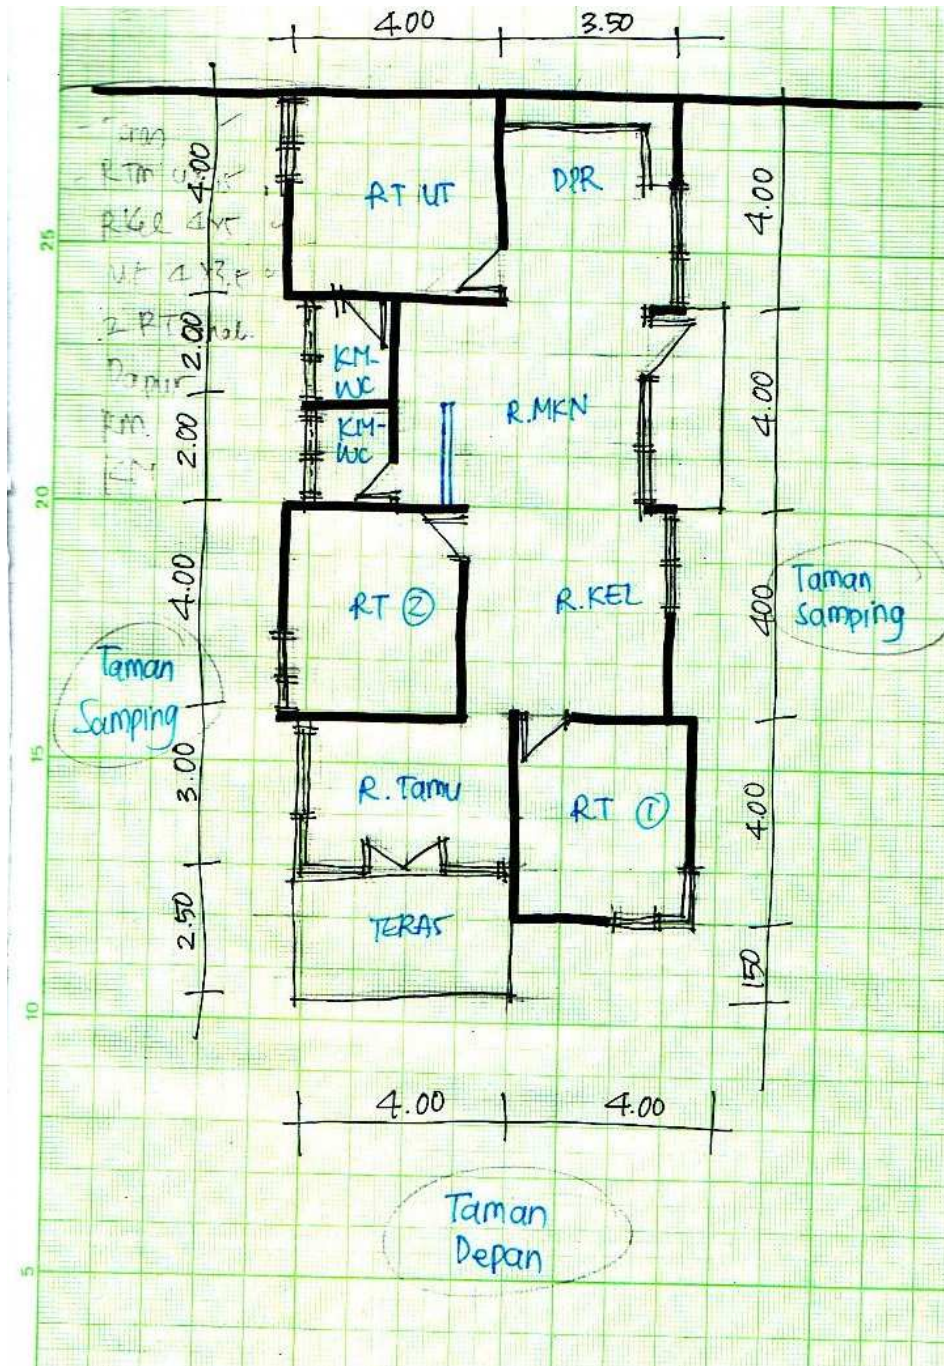 4.00
3.50
4.00
RT UT
DPR
4.00
25
2.00
KM-
WC
R.MKN
4.00
2.00
KM-
WC
20
4.00
RT ②
R.KEL
400
Taman
Samping
Taman
Samping
15
3.00
R.Tamu
RT ①
4.00
2.50
TERAS
150
10
4.00
4.00
Taman
Depan
5